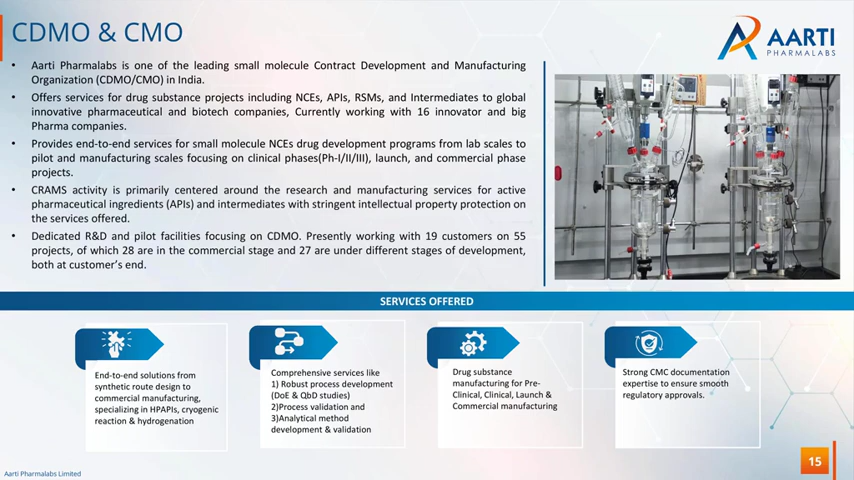 CDMO & CMO
AARTI
PHARMALABS
• Aarti Pharmalabs is one of the leading small molecule Contract Development and Manufacturing
Organization (CDMO/CMO) in India.
• Offers services for drug substance projects including NCEs, APIs, RSMs, and Intermediates to global
innovative pharmaceutical and biotech companies, Currently working with 16 innovator and big
Pharma companies.
• Provides end-to-end services for small molecule NCEs drug development programs from lab scales to
pilot and manufacturing scales focusing on clinical phases(Ph-I/II/III), launch, and commercial phase
projects.
• CRAMS activity is primarily centered around the research and manufacturing services for active
pharmaceutical ingredients (APIs) and intermediates with stringent intellectual property protection on
the services offered.
• Dedicated R&D and pilot facilities focusing on CDMO. Presently working with 19 customers on 55
projects, of which 28 are in the commercial stage and 27 are under different stages of development,
both at customer's end.
SERVICES OFFERED
End-to-end solutions from
synthetic route design to
commercial manufacturing,
specializing in HPAPIs, cryogenic
reaction & hydrogenation
Comprehensive services like
1) Robust process development
(DoE & QbD studies)
2)Process validation and
3)Analytical method
development & validation
Drug substance
manufacturing for Pre-
Clinical, Clinical, Launch &
Commercial manufacturing
Strong CMC documentation
expertise to ensure smooth
regulatory approvals.
Aarti Pharmalabs Limited
15